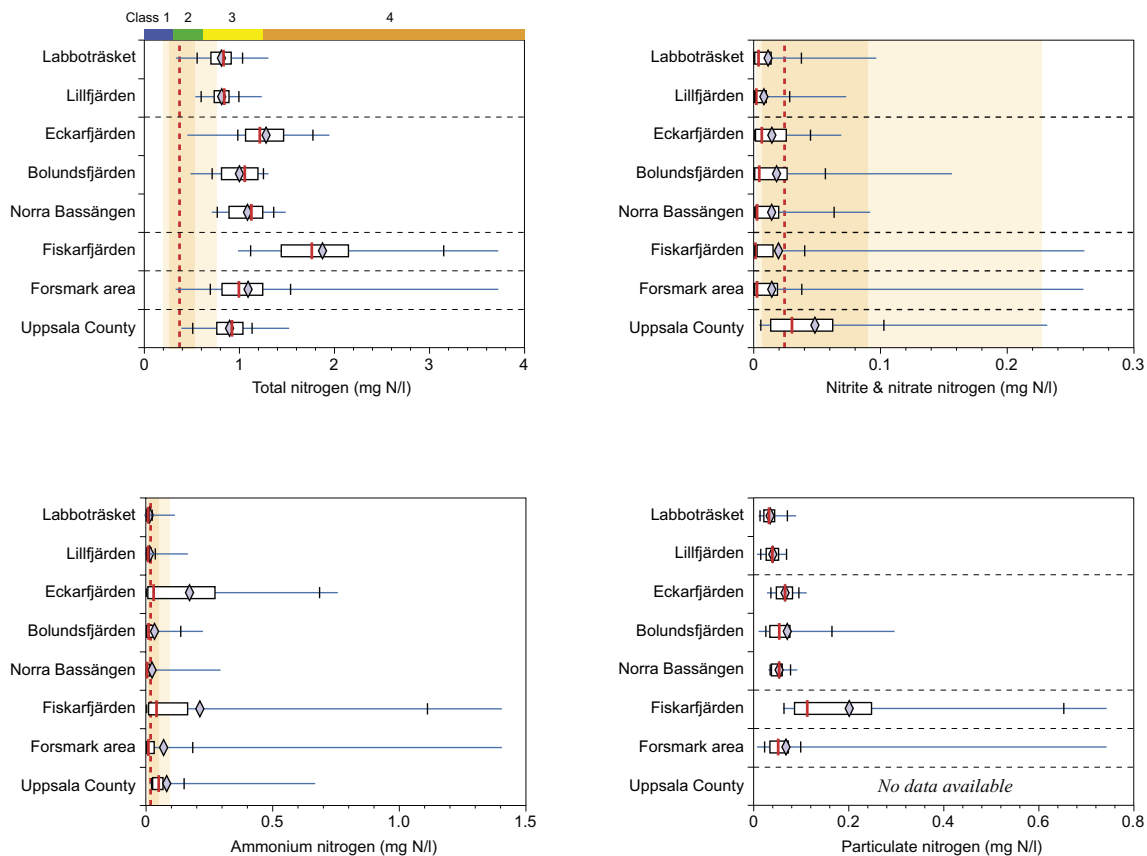 Class 1 2 3 4
Labboträsket
Lillfjärden
Eckarfjärden
Bolundsfjärden
Norra Bassängen
Fiskarfjärden
Forsmark area
Uppsala County
0 1 2 3 4
Total nitrogen (mg N/l)
Labboträsket
Lillfjärden
Eckarfjärden
Bolundsfjärden
Norra Bassängen
Fiskarfjärden
Forsmark area
Uppsala County
0 0.1 0.2 0.3
Nitrite & nitrate nitrogen (mg N/l)
Labboträsket
Lillfjärden
Eckarfjärden
Bolundsfjärden
Norra Bassängen
Fiskarfjärden
Forsmark area
Uppsala County
0 0.5 1.0 1.5
Ammonium nitrogen (mg N/l)
Labboträsket
Lillfjärden
Eckarfjärden
Bolundsfjärden
Norra Bassängen
Fiskarfjärden
Forsmark area
Uppsala County No data available
0 0.2 0.4 0.6 0.8
Particulate nitrogen (mg N/l)